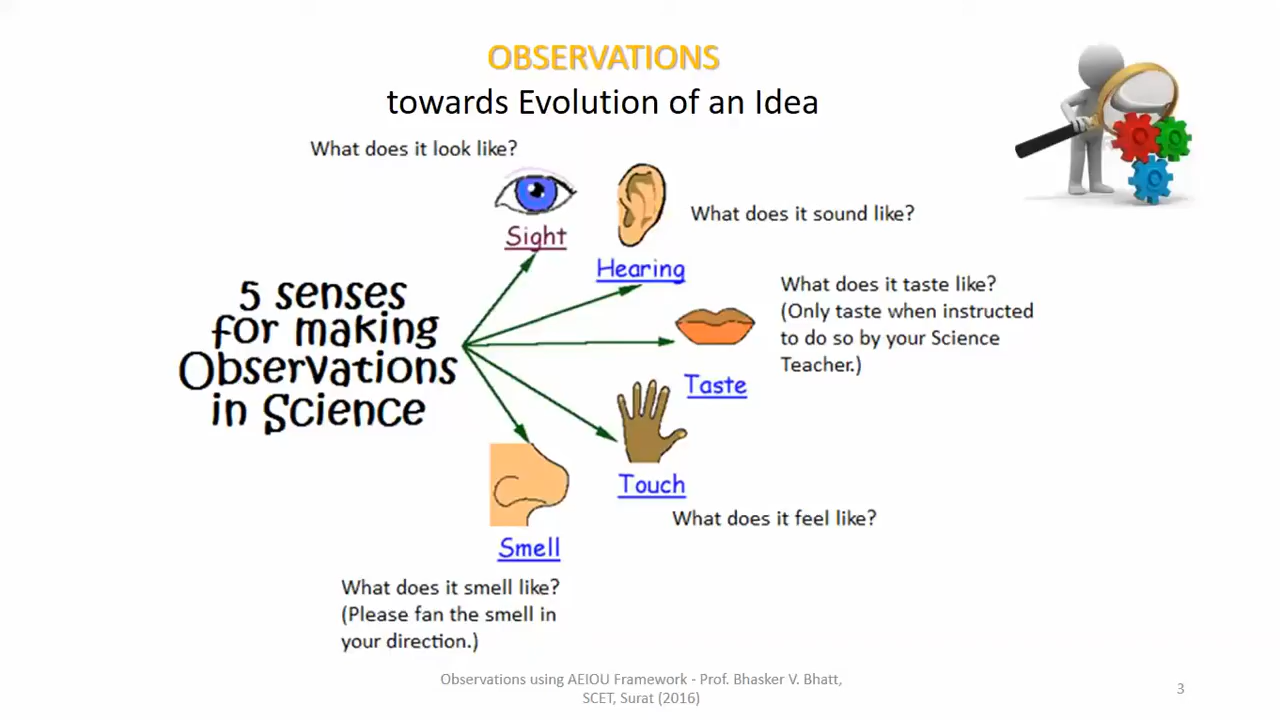 OBSERVATIONS
towards Evolution of an Idea
What does it look like?
Sight
What does it sound like?
Hearing
5 senses
for making
Observations
in Science
What does it taste like?
(Only taste when instructed
to do so by your Science
Teacher.)
Taste
Touch
What does it feel like?
Smell
What does it smell like?
(Please fan the smell in
your direction.)
Observations using AEIOU Framework - Prof. Bhasker V. Bhatt,
SCET, Surat (2016)
3